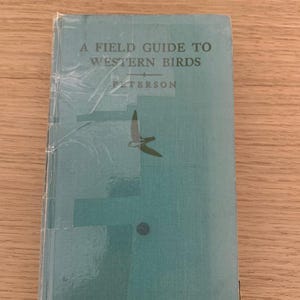 A FIELD GUIDE TO
WESTERN BIRDS
PETERSON